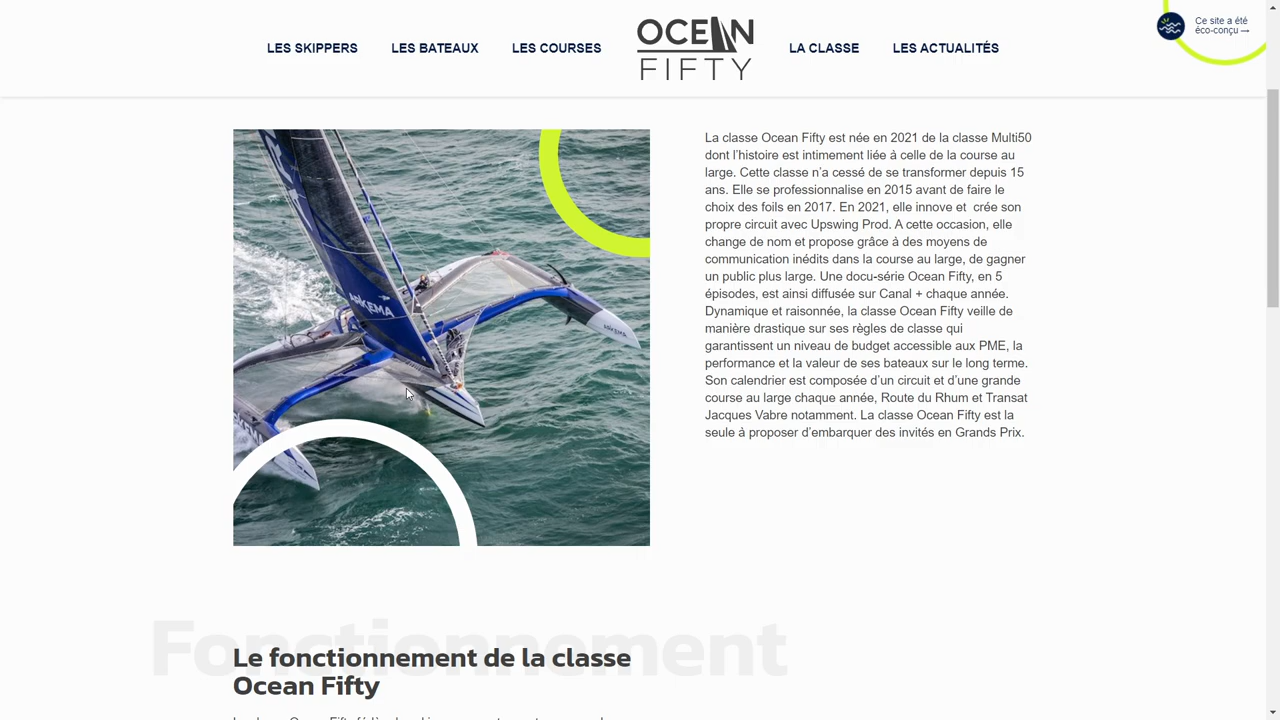 LES SKIPPERS
LES BATEAUX
LES COURSES
OCEAN
FIFTY
LA CLASSE
LES ACTUALITÉS
Ce site a été
éco-conçu →
ARKEMA
ARKEMA
La classe Ocean Fifty est née en 2021 de la classe Multi50
dont l’histoire est intimement liée à celle de la course au
large. Cette classe n’a cessé de se transformer depuis 15
ans. Elle se professionnalise en 2015 avant de faire le
choix des foils en 2017. En 2021, elle innove et  crée son
propre circuit avec Upswing Prod. A cette occasion, elle
change de nom et propose grâce à des moyens de
communication inédits dans la course au large, de gagner
un public plus large. Une docu-série Ocean Fifty, en 5
épisodes, est ainsi diffusée sur Canal + chaque année.
Dynamique et raisonnée, la classe Ocean Fifty veille de
manière drastique sur ses règles de classe qui
garantissent un niveau de budget accessible aux PME, la
performance et la valeur de ses bateaux sur le long terme.
Son calendrier est composée d’un circuit et d’une grande
course au large chaque année, Route du Rhum et Transat
Jacques Vabre notamment. La classe Ocean Fifty est la
seule à proposer d’embarquer des invités en Grands Prix.
Fonctionnement
Le fonctionnement de la classe
Ocean Fifty